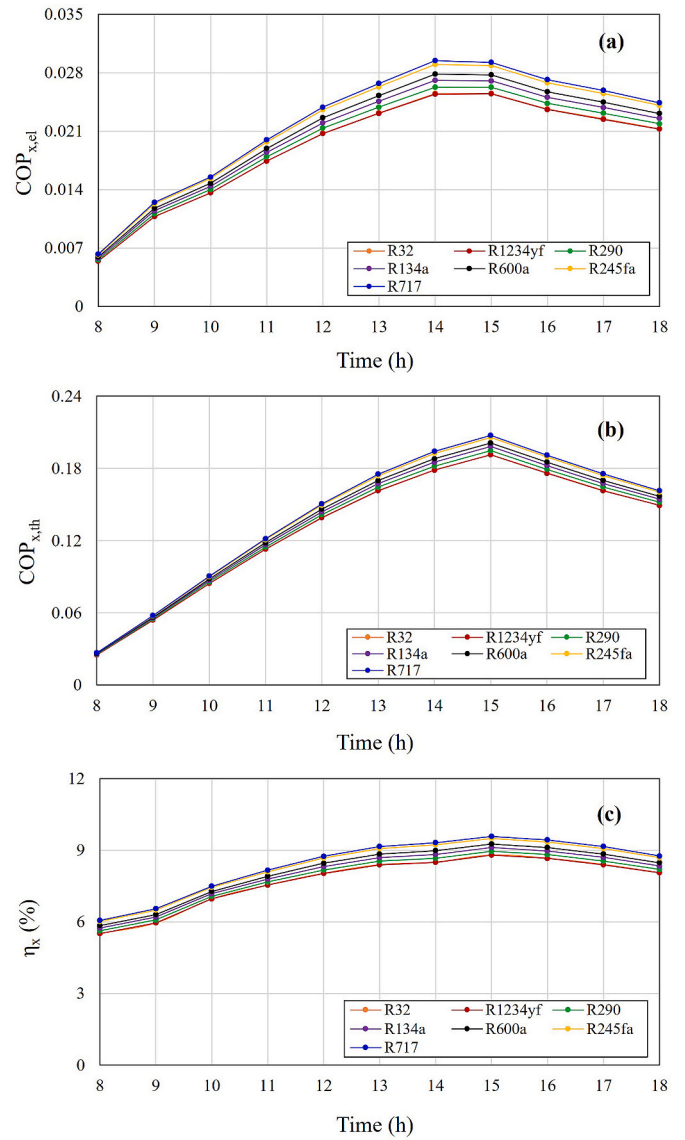 0.035
(a)
0.028
0.021
COPx,el
0.014
0.007
R32 R1234yf R290
R134a R600a R245fa
R717
0
8 9 10 11 12 13 14 15 16 17 18
Time (h)
0.24
(b)
0.18
0.12
COPx,th
0.06
R32 R1234yf R290
R134a R600a R245fa
R717
0
8 9 10 11 12 13 14 15 16 17 18
Time (h)
12
(c)
9
6
ηx (%)
3
R32 R1234yf R290
R134a R600a R245fa
R717
0
8 9 10 11 12 13 14 15 16 17 18
Time (h)